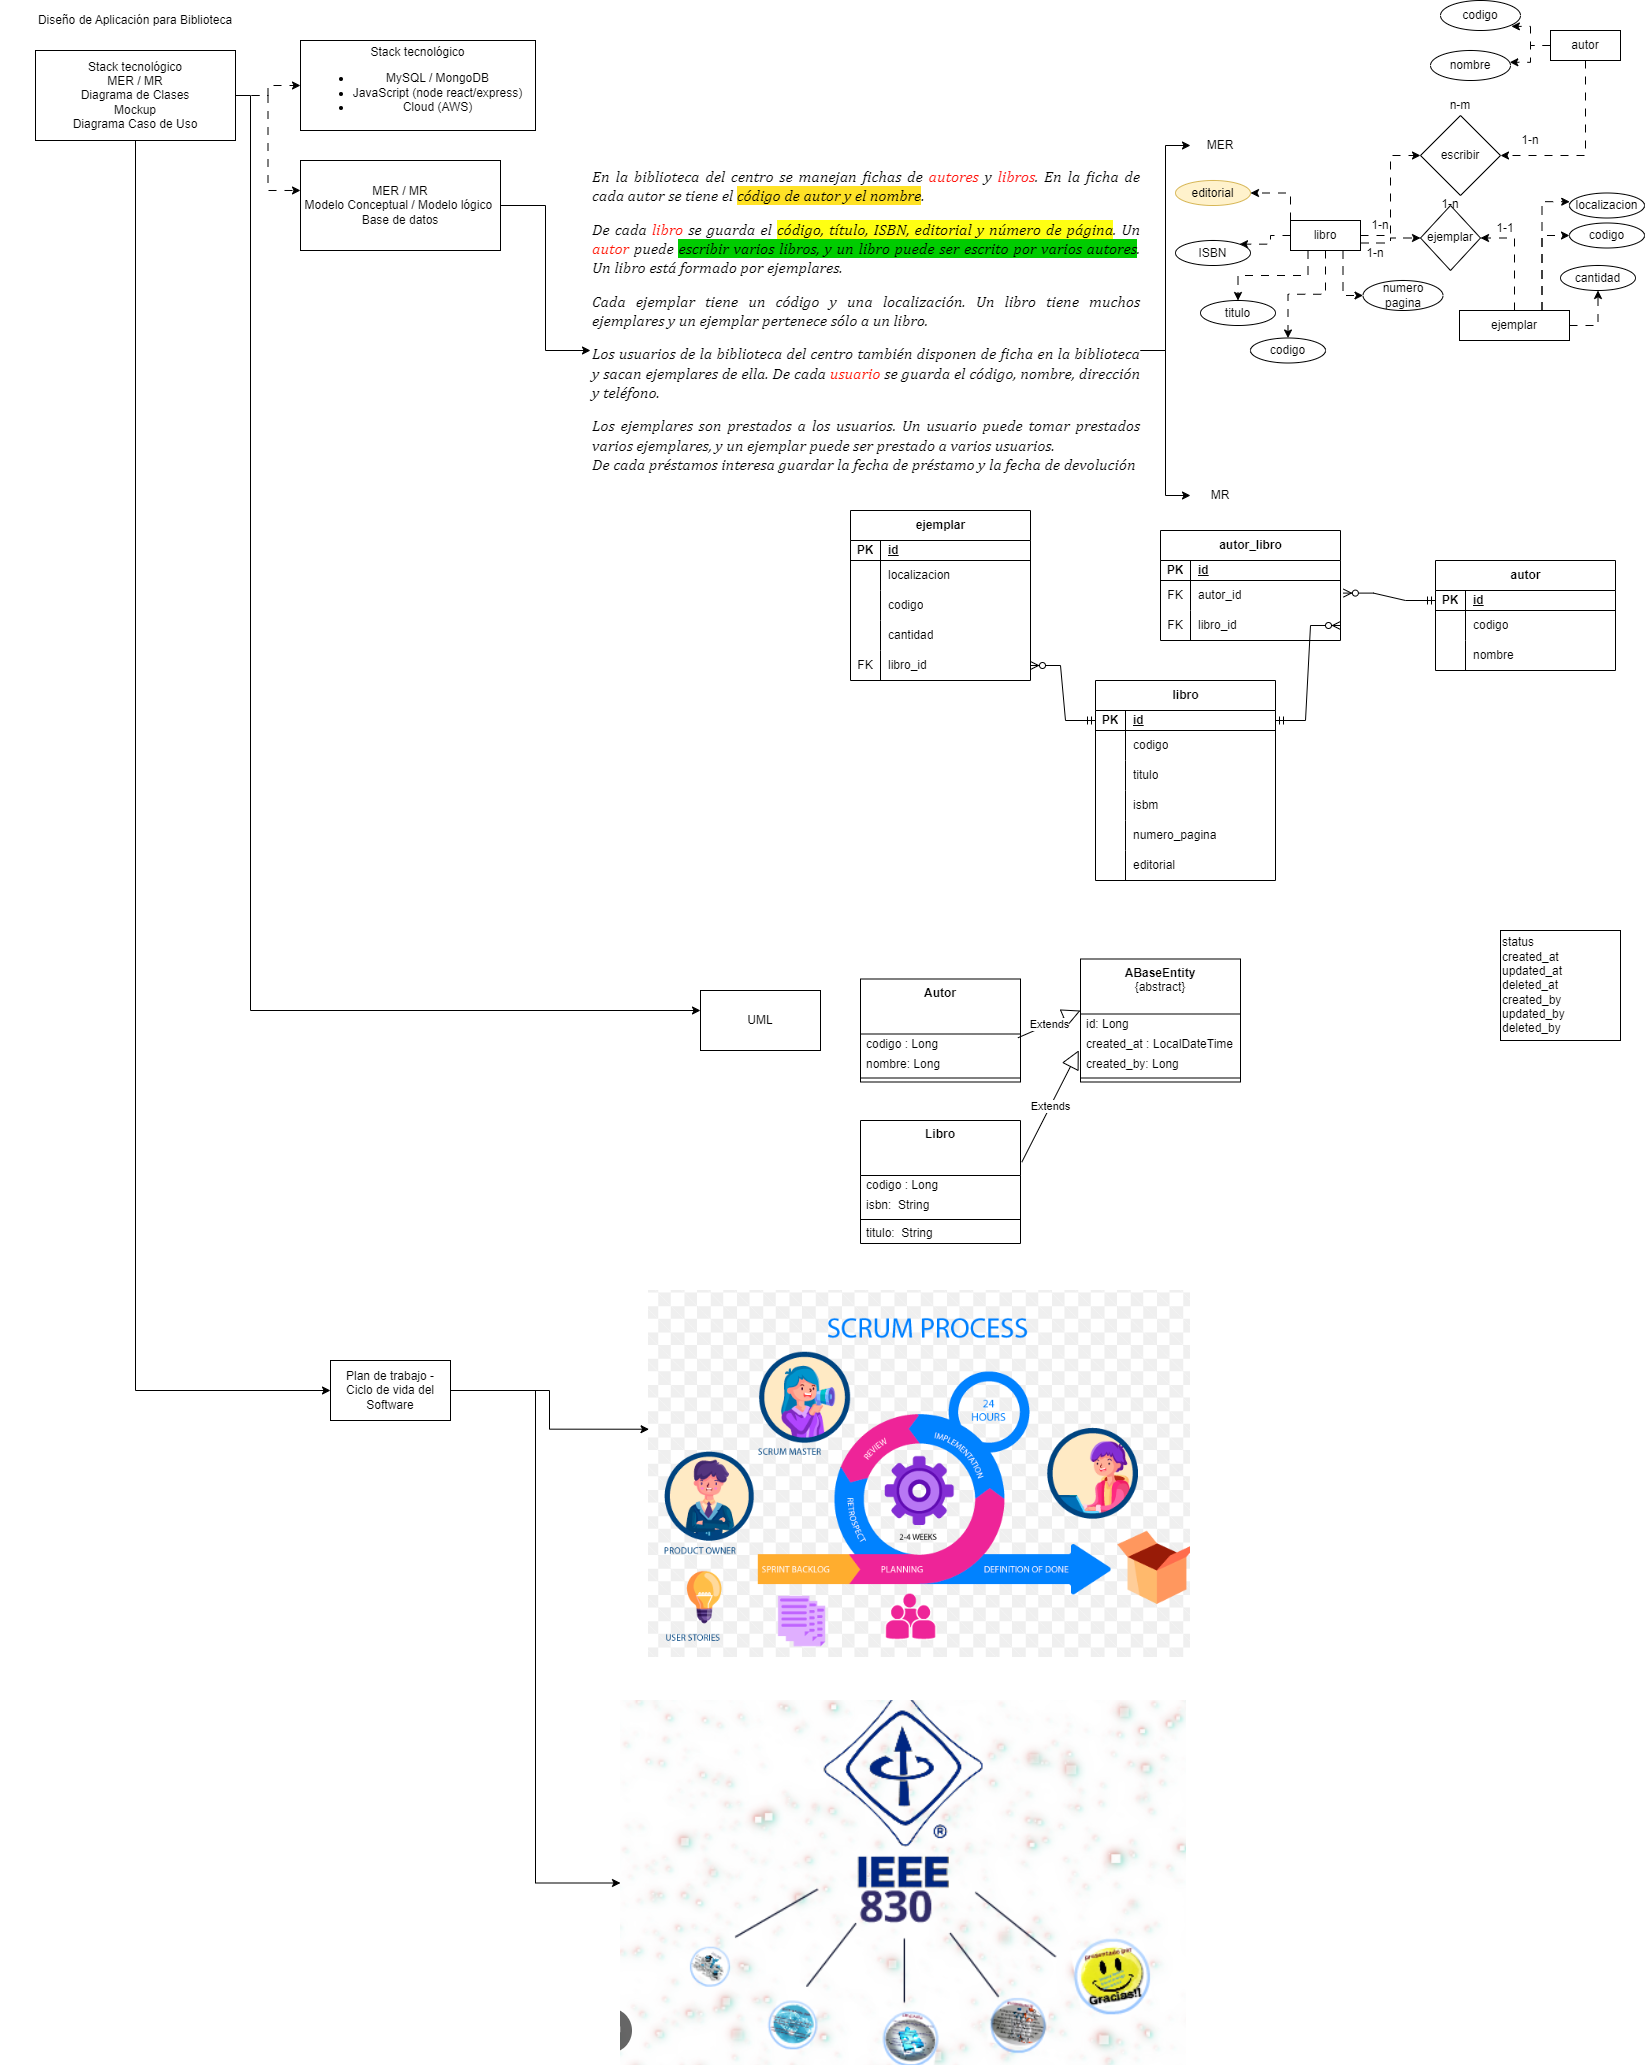 Diseño de Aplicación para Biblioteca
Stack tecnológico
MER / MR
Diagrama de Clases
Mockup
Diagrama Caso de Uso
Stack tecnológico
MySQL / MongoDB
JavaScript (node react/express)
Cloud (AWS)
MER / MR
Modelo Conceptual / Modelo lógico
Base de datos
En la biblioteca del centro se manejan fichas de autores y libros. En la ficha de
cada autor se tiene el código de autor y el nombre.
De cada libro se guarda el código, título, ISBN, editorial y número de página. Un
autor puede escribir varios libros, y un libro puede ser escrito por varios autores.
Un libro está formado por ejemplares.
Cada ejemplar tiene un código y una localización. Un libro tiene muchos
ejemplares y un ejemplar pertenece sólo a un libro.
Los usuarios de la biblioteca del centro también disponen de ficha en la biblioteca
y sacan ejemplares de ella. De cada usuario se guarda el código, nombre, dirección
y teléfono.
Los ejemplares son prestados a los usuarios. Un usuario puede tomar prestados
varios ejemplares, y un ejemplar puede ser prestado a varios usuarios.
De cada préstamos interesa guardar la fecha de préstamo y la fecha de devolución
MER
codigo
autor
nombre
n-m
escribir
1-n
editorial
1-n
localizacion
libro
1-n
ejemplar
1-1
codigo
ISBN
1-n
cantidad
numero
pagina
titulo
ejemplar
codigo
MR
ejemplar
PK id
localizacion
codigo
cantidad
FK libro_id
autor_libro
PK id
FK autor_id
FK libro_id
autor
PK id
codigo
nombre
libro
PK id
codigo
titulo
isbm
numero_pagina
editorial
status
created_at
updated_at
deleted_at
created_by
updated_by
deleted_by
UML
Autor
codigo : Long
nombre: Long
Extends
ABaseEntity
{abstract}
id: Long
created_at : LocalDateTime
created_by: Long
Extends
Libro
codigo : Long
isbn: String
titulo: String
Plan de trabajo -
Ciclo de vida del
Software
SCRUM PROCESS
24
HOURS
SCRUM MASTER
REVIEW
IMPLEMENTATION
RETROSPECT
2-4 WEEKS
PRODUCT OWNER
SPRINT BACKLOG
PLANNING
DEFINITION OF DONE
USER STORIES
®
IEEE
830
presentado por
Gracias!!